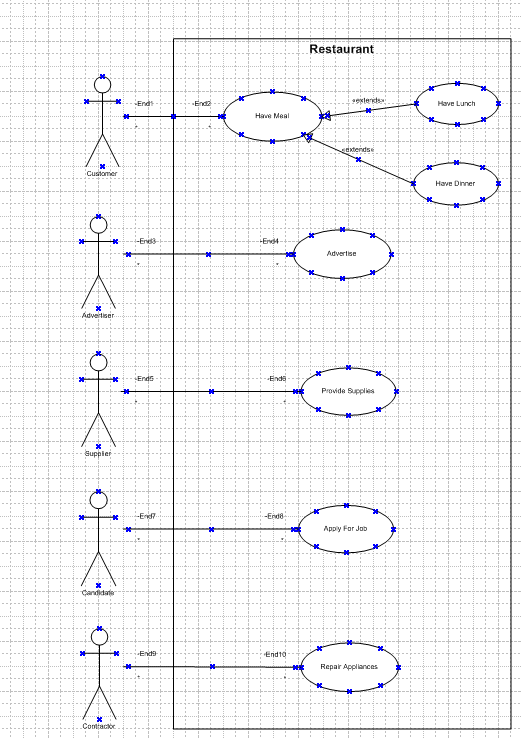 Restaurant
-End1
-End2
*
*
Have Meal
«extends»
Have Lunch
«extends»
Have Dinner
Customer
-End3
-End4
*
*
Advertise
Advertiser
-End5
-End6
*
*
Provide Supplies
Supplier
-End7
-End8
*
*
Apply For Job
Candidate
-End9
-End10
*
*
Repair Appliances
Contractor